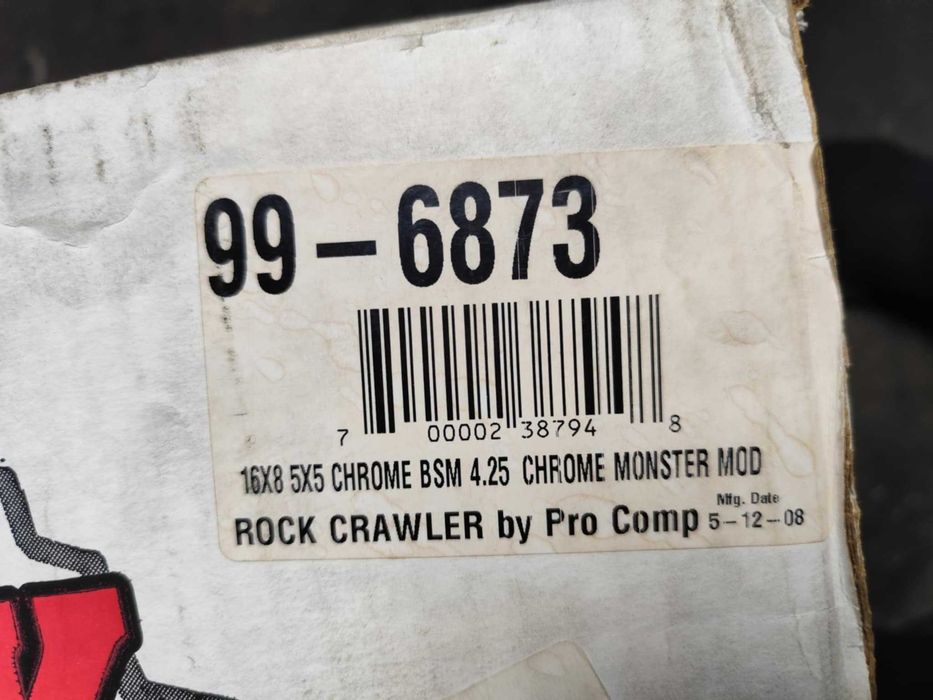 99-6873
7 00002 38794 8
16X8 5X5 CHROME BSM 4.25 CHROME MONSTER MOD
Mfg. Date
ROCK CRAWLER by Pro Comp 5-12-08